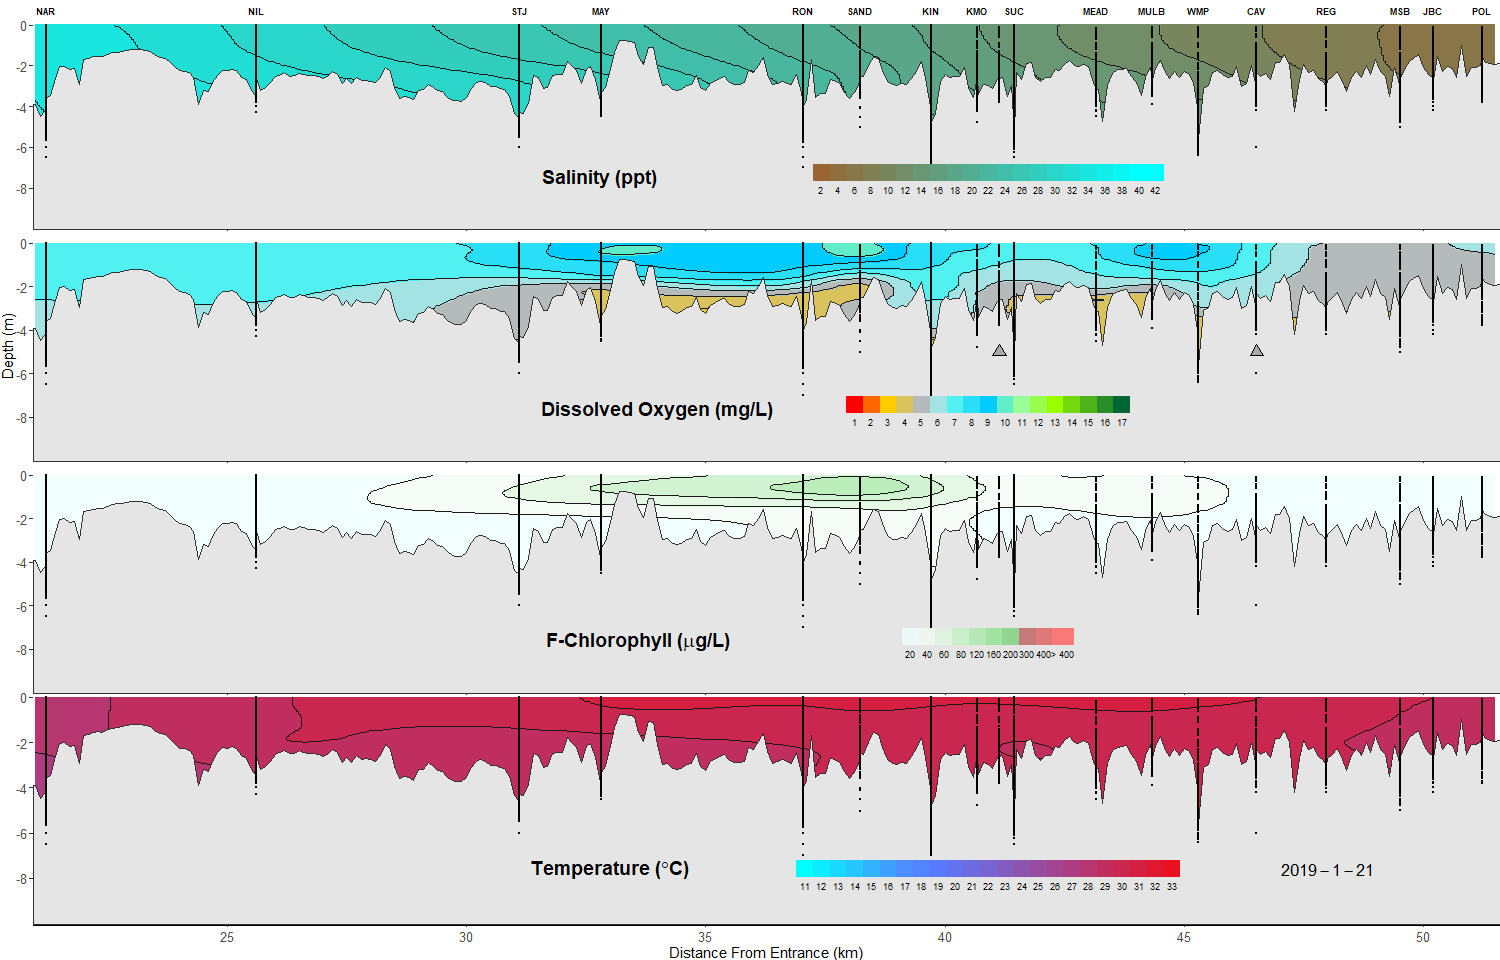 NAR NIL STJ MAY RON SAND KIN KMO SUC MEAD MULB WMP CAV REG MSB JBC POL
0
-2
-4
-6
-8
Salinity (ppt)
2 4 6 8 10 12 14 16 18 20 22 24 26 28 30 32 34 36 38 40 42
0
-2
-4
-6
-8
Depth (m)
Dissolved Oxygen (mg/L)
1 2 3 4 5 6 7 8 9 10 11 12 13 14 15 16 17
0
-2
-4
-6
-8
F-Chlorophyll (μg/L)
20 40 60 80 120 160 200 300 400 > 400
0
-2
-4
-6
-8
Temperature (°C)
11 12 13 14 15 16 17 18 19 20 21 22 23 24 25 26 27 28 29 30 31 32 33
2019–1–21
25 30 35 40 45 50
Distance From Entrance (km)